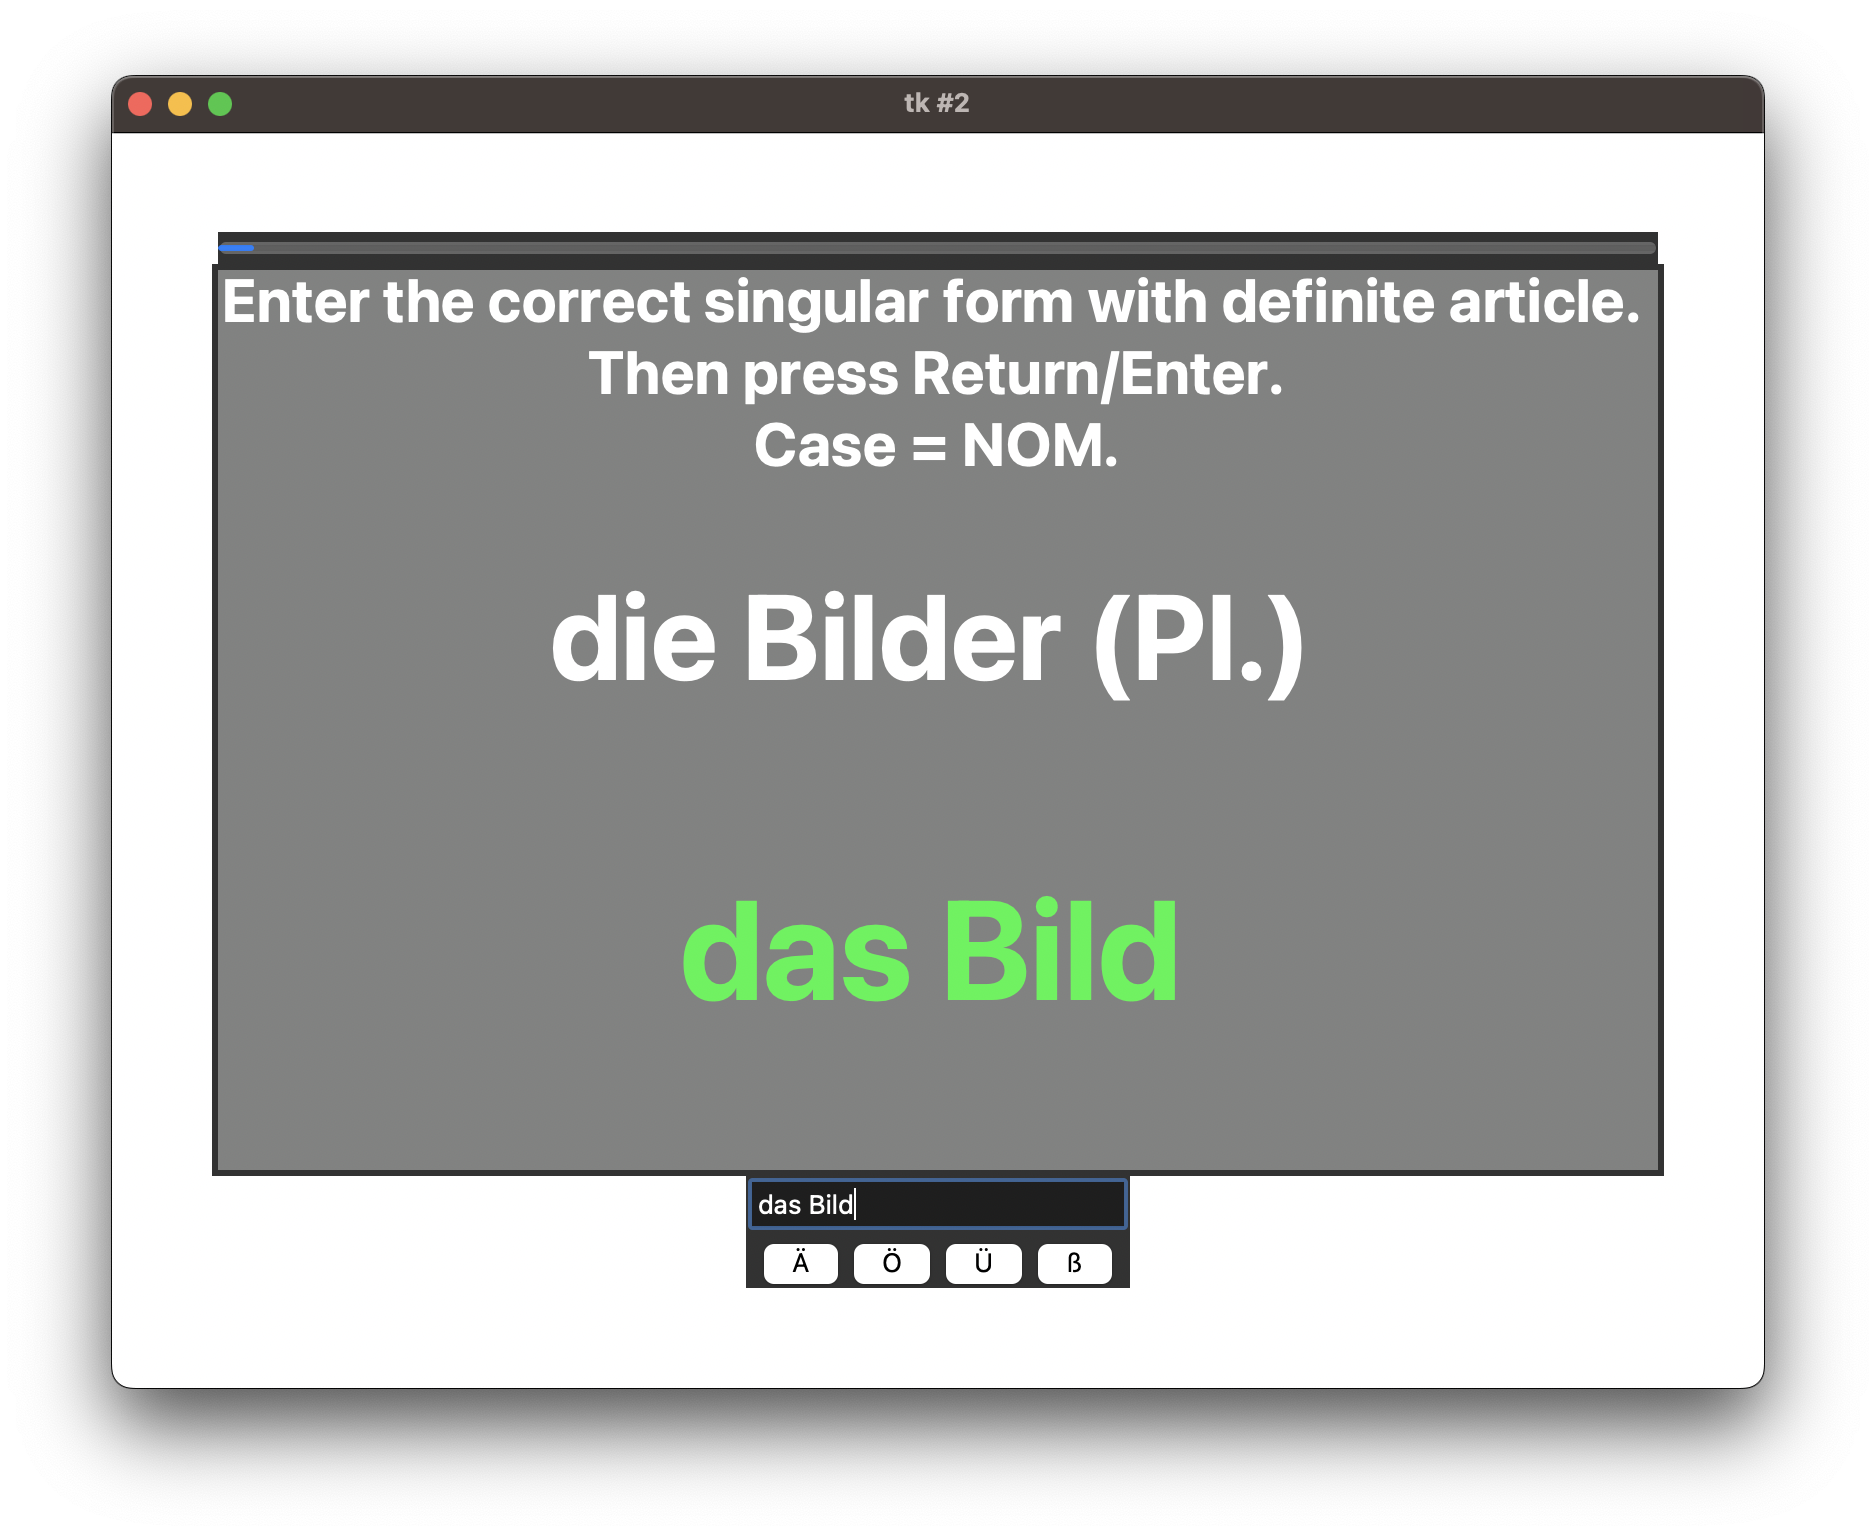 tk #2
Enter the correct singular form with definite article.
Then press Return/Enter.
Case = NOM.
die Bilder (Pl.)
das Bild
das Bild
Ä Ö Ü ß